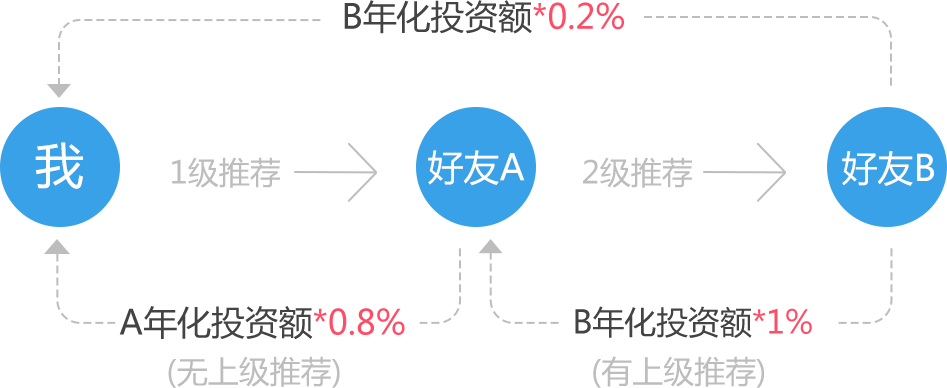 B年化投资额*0.2%
我
1级推荐
好友A
2级推荐
好友B
A年化投资额*0.8%
(无上级推荐)
B年化投资额*1%
(有上级推荐)